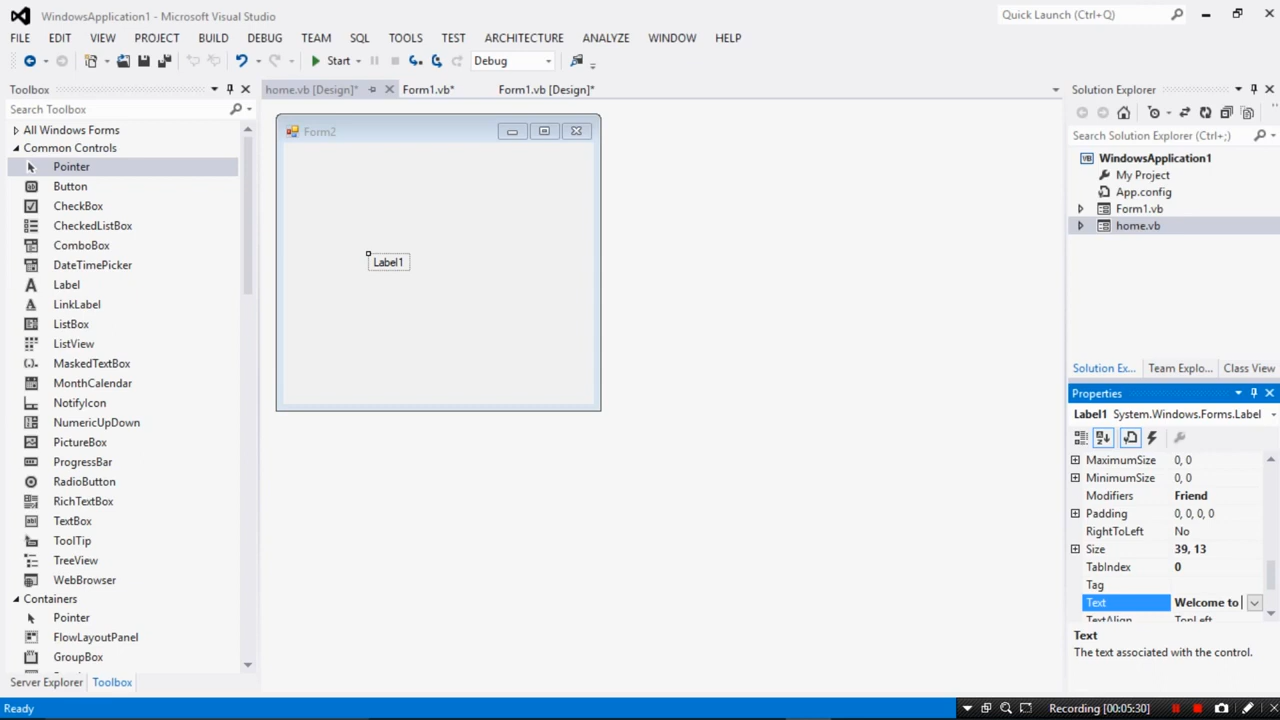 WindowsApplication1 - Microsoft Visual Studio
Quick Launch (Ctrl+Q)
FILE EDIT VIEW PROJECT BUILD DEBUG TEAM SQL TOOLS TEST ARCHITECTURE ANALYZE WINDOW HELP
Start Debug
Toolbox
Search Toolbox
All Windows Forms
Common Controls
Pointer
Button
CheckBox
CheckedListBox
ComboBox
DateTimePicker
Label
LinkLabel
ListBox
ListView
MaskedTextBox
MonthCalendar
NotifyIcon
NumericUpDown
PictureBox
ProgressBar
RadioButton
RichTextBox
TextBox
ToolTip
TreeView
WebBrowser
Containers
Pointer
FlowLayoutPanel
GroupBox
Server Explorer Toolbox
home.vb [Design]* Form1.vb* Form1.vb [Design]*
Form2
Label1
Solution Explorer
Search Solution Explorer (Ctrl+;)
VB WindowsApplication1
My Project
App.config
Form1.vb
home.vb
Solution Ex... Team Explo... Class View
Properties
Label1 System.Windows.Forms.Label
MaximumSize 0, 0
MinimumSize 0, 0
Modifiers Friend
Padding 0, 0, 0, 0
RightToLeft No
Size 39, 13
TabIndex 0
Tag
Text Welcome to
TextAlign TopLeft
Text
The text associated with the control.
Ready
Recording [00:05:30]